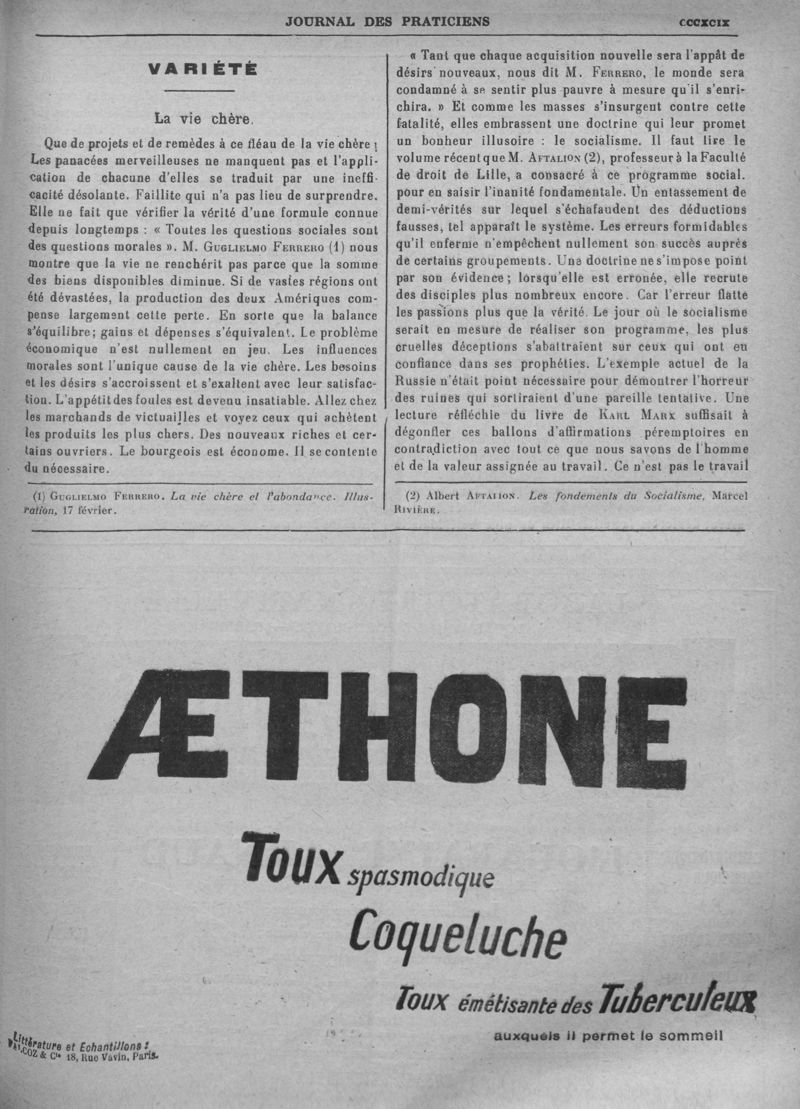 JOURNAL DES PRATICIENS
CCCXCIX
VARIÉTÉ
La vie chère.
Que de projets et de remèdes à ce fléau de la vie chère !
Les panacées merveilleuses ne manquent pas et l'appli-
cation de chacune d'elles se traduit par une ineffi-
cacité désolante. Faillite qui n'a pas lieu de surprendre.
Elle ne fait que vérifier la vérité d'une formule connue
depuis longtemps : « Toutes les questions sociales sont
des questions morales ». M. GUGLIELMO FERRERO (1) nous
montre que la vie ne renchérit pas parce que la somme
des biens disponibles diminue. Si de vastes régions ont
été dévastées, la production des deux Amériques com-
pense largement cette perte. En sorte que la balance
s'équilibre; gains et dépenses s'équivalent. Le problème
économique n'est nullement en jeu. Les influences
morales sont l'unique cause de la vie chère. Les besoins
et les désirs s'accroissent et s'exaltent avec leur satisfac-
tion. L'appétit des foules est devenu insatiable. Allez chez
les marchands de victuailles et voyez ceux qui achètent
les produits les plus chers. Des nouveaux riches et cer-
tains ouvriers. Le bourgeois est économe. Il se contente
du nécessaire.
(1) GUGLIELMO FERRERO. La vie chère et l'abondance. Illus-
tration, 17 février.
« Tant que chaque acquisition nouvelle sera l'appât de
désirs nouveaux, nous dit M. FERRERO, le monde sera
condamné à se sentir plus pauvre à mesure qu'il s'enri-
chira. » Et comme les masses s'insurgent contre cette
fatalité, elles embrassent une doctrine qui leur promet
un bonheur illusoire : le socialisme. Il faut lire le
volume récent que M. AFTALION (2), professeur à la Faculté
de droit de Lille, a consacré à ce programme social.
pour en saisir l'inanité fondamentale. Un entassement de
demi-vérités sur lequel s'échafaudent des déductions
fausses, tel apparaît le système. Les erreurs formidables
qu'il enferme n'empêchent nullement son succès auprès
de certains groupements. Une doctrine ne s'impose point
par son évidence; lorsqu'elle est erronée, elle recrute
des disciples plus nombreux encore. Car l'erreur flatte
les passions plus que la vérité. Le jour où le socialisme
serait en mesure de réaliser son programme, les plus
cruelles déceptions s'abattraient sur ceux qui ont eu
confiance dans ses prophéties. L'exemple actuel de la
Russie n'était point nécessaire pour démontrer l'horreur
des ruines qui sortiraient d'une pareille tentative. Une
lecture réfléchie du livre de KARL MARX suffisait à
dégonfler ces ballons d'affirmations péremptoires en
contradiction avec tout ce que nous savons de l'homme
et de la valeur assignée au travail. Ce n'est pas le travail
(2) Albert AFTALION. Les fondements du Socialisme, Marcel
RIVIÈRE.
ÆTHONE
Toux spasmodique
Coqueluche
Toux émétisante des Tuberculeux
auxquels il permet le sommeil
Littérature et Echantillons :
& Cie 18, Rue Vavin, Paris.